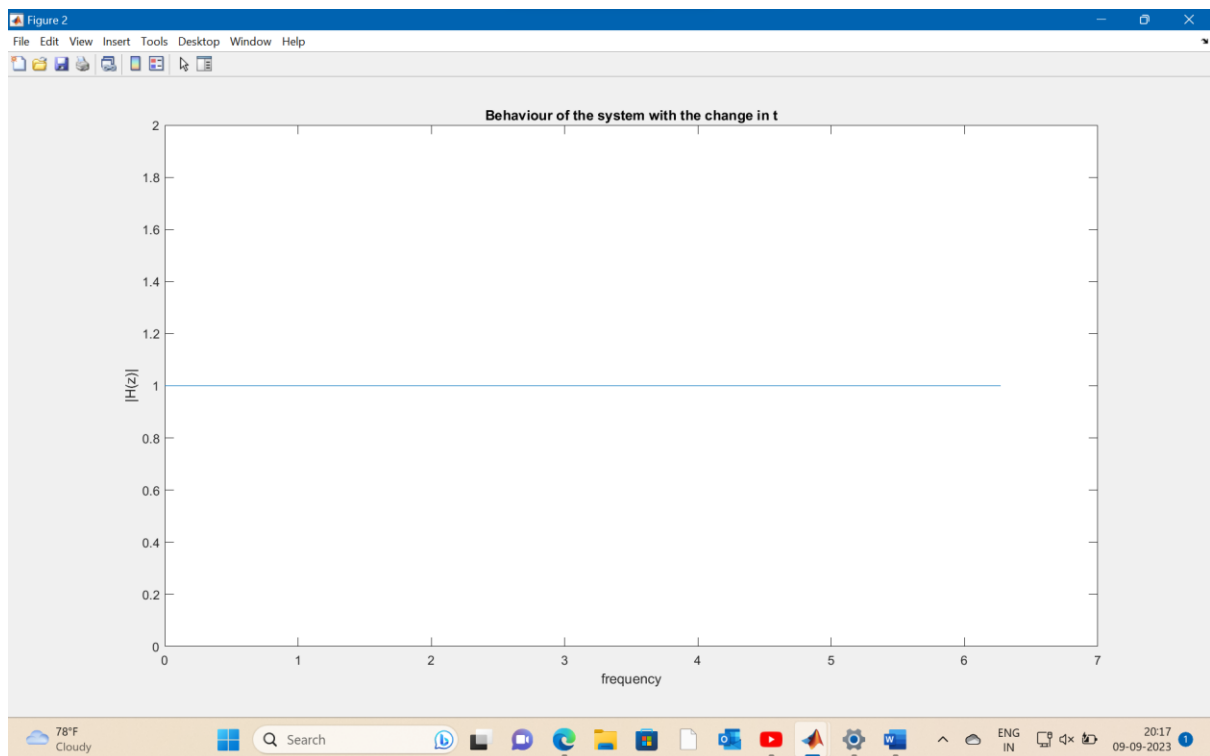 Figure 2
File Edit View Insert Tools Desktop Window Help
Behaviour of the system with the change in t
2
1.8
1.6
1.4
1.2
1
0.8
0.6
0.4
0.2
0
|H(z)|
0 1 2 3 4 5 6 7
frequency
78°F
Cloudy
Search
ENG
IN
20:17
09-09-2023
1